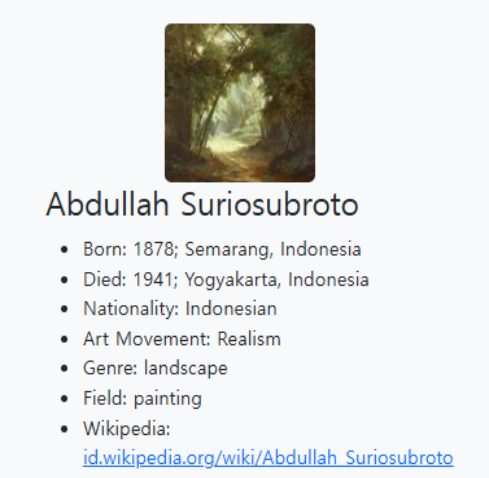 Abdullah Suriosubroto
Born: 1878; Semarang, Indonesia
Died: 1941; Yogyakarta, Indonesia
Nationality: Indonesian
Art Movement: Realism
Genre: landscape
Field: painting
Wikipedia:
id.wikipedia.org/wiki/Abdullah_Suriosubroto